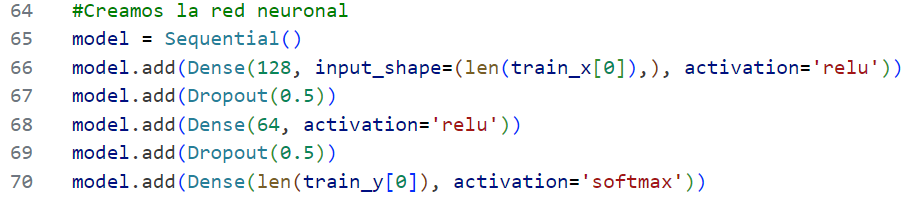 64 #Creamos la red neuronal
65 model = Sequential()
66 model.add(Dense(128, input_shape=(len(train_x[0]),), activation='relu'))
67 model.add(Dropout(0.5))
68 model.add(Dense(64, activation='relu'))
69 model.add(Dropout(0.5))
70 model.add(Dense(len(train_y[0]), activation='softmax'))